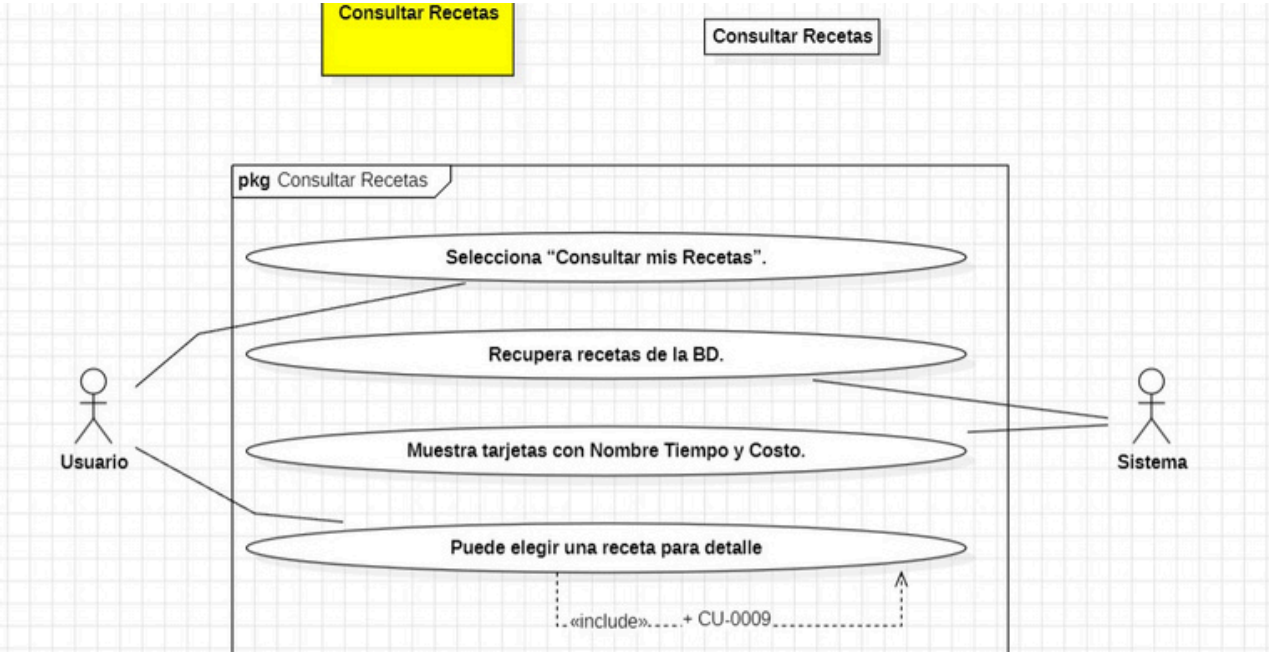 Consultar Recetas
Consultar Recetas
pkg Consultar Recetas
Selecciona “Consultar mis Recetas”.
Recupera recetas de la BD.
Muestra tarjetas con Nombre Tiempo y Costo.
Usuario
Sistema
Puede elegir una receta para detalle
«include»
+ CU-0009